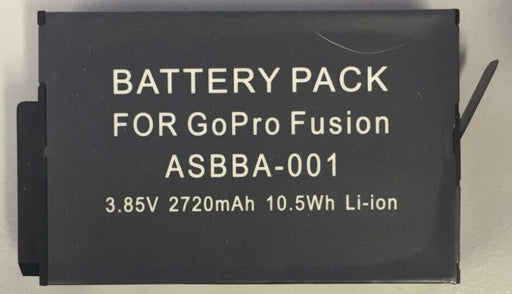 BATTERY PACK
FOR GoPro Fusion
ASBBA-001
3.85V 2720mAh 10.5Wh Li-ion